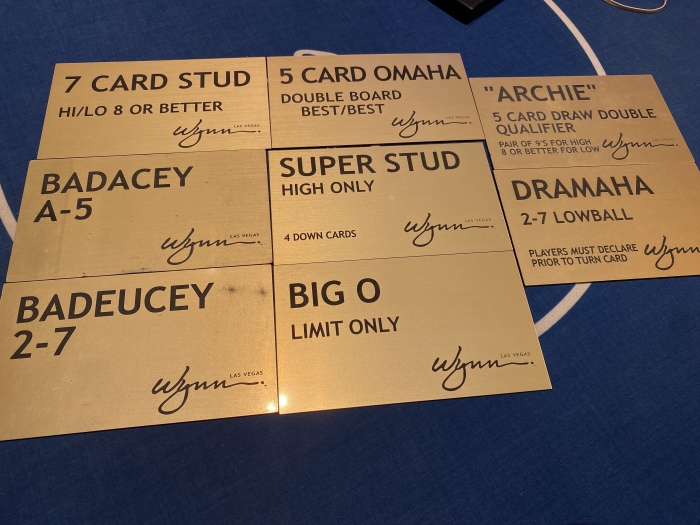 7 CARD STUD
HI/LO 8 OR BETTER
Wynn
LAS VEGAS
5 CARD OMAHA
DOUBLE BOARD
BEST/BEST
Wynn
LAS VEGAS
"ARCHIE"
5 CARD DRAW DOUBLE
QUALIFIER
PAIR OF 9'S FOR HIGH
8 OR BETTER FOR LOW
Wynn
LAS VEGAS
BADACEY
A-5
Wynn
LAS VEGAS
SUPER STUD
HIGH ONLY
4 DOWN CARDS
Wynn
LAS VEGAS
DRAMAHA
2-7 LOWBALL
PLAYERS MUST DECLARE
PRIOR TO TURN CARD
Wynn
BADEUCEY
2-7
Wynn
LAS VEGAS
BIG O
LIMIT ONLY
Wynn
LAS VEGAS